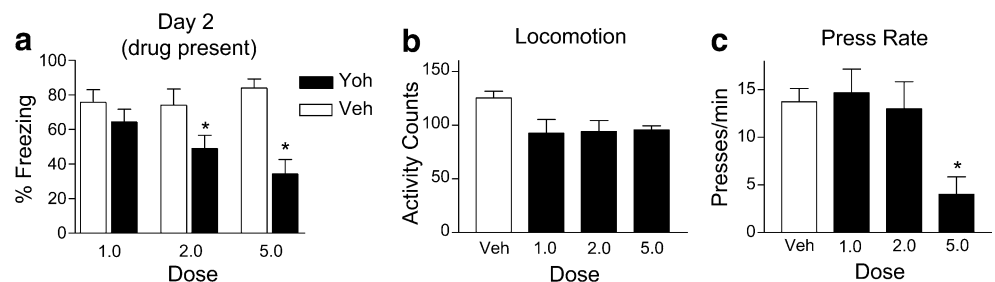 a
Day 2
(drug present)
% Freezing
100
80
60
40
20
0
*
*
1.0
2.0
5.0
Dose
Yoh
Veh
b
Locomotion
Activity Counts
150
100
50
0
Veh
1.0
2.0
5.0
Dose
c
Press Rate
Presses/min
15
10
5
0
*
Veh
1.0
2.0
5.0
Dose